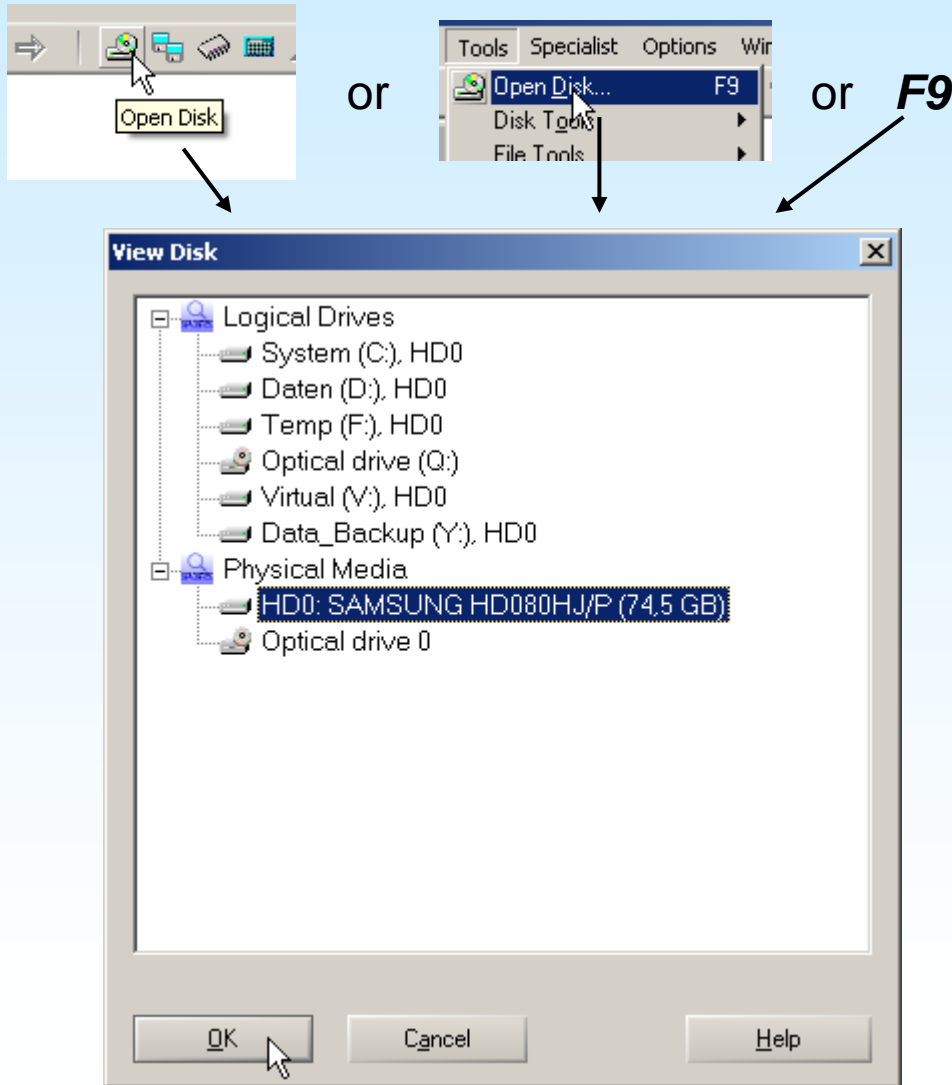 Open Disk
or
Tools Specialist Options Win
Open Disk... F9
Disk Tools
File Tools
or F9
View Disk
Logical Drives
System (C:), HD0
Daten (D:), HD0
Temp (F:), HD0
Optical drive (Q:)
Virtual (V:), HD0
Data_Backup (Y:), HD0
Physical Media
HD0: SAMSUNG HD080HJ/P (74,5 GB)
Optical drive 0
OK Cancel Help